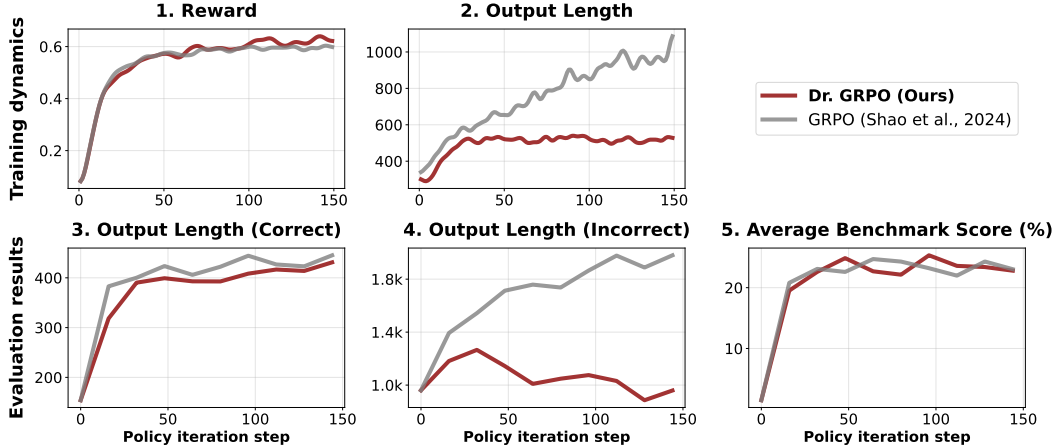 1. Reward
2. Output Length
Training dynamics
0.6
0.4
0.2
0
50
100
150
1000
800
600
400
0
50
100
150
Dr. GRPO (Ours)
GRPO (Shao et al., 2024)
3. Output Length (Correct)
4. Output Length (Incorrect)
5. Average Benchmark Score (%)
Evaluation results
400
300
200
0
50
100
150
Policy iteration step
1.8k
1.4k
1.0k
0
50
100
150
Policy iteration step
20
10
0
50
100
150
Policy iteration step